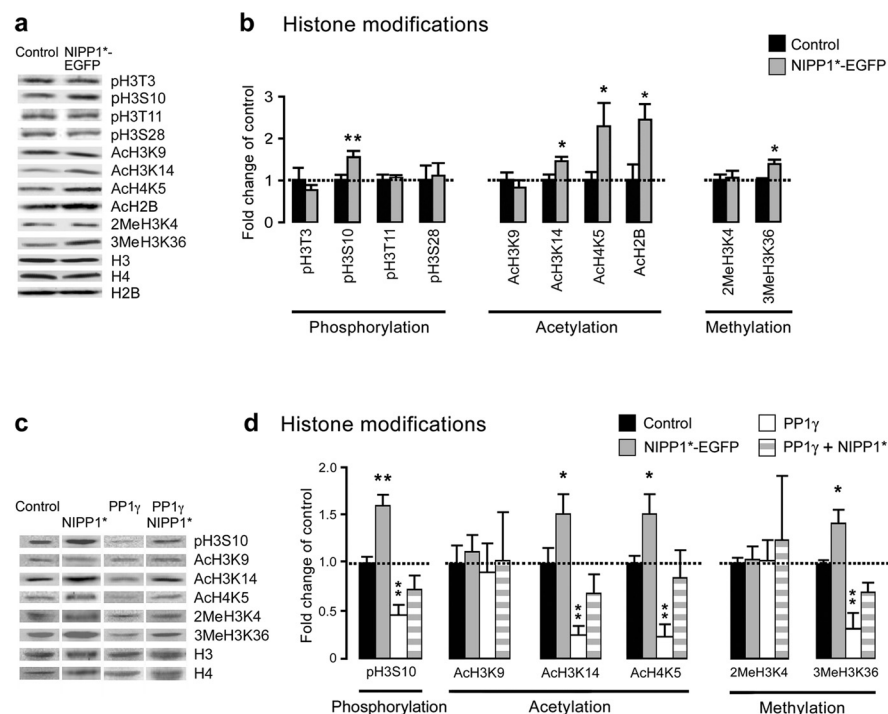 a
Control NIPP1*-
EGFP
pH3T3
pH3S10
pH3T11
pH3S28
AcH3K9
AcH3K14
AcH4K5
AcH2B
2MeH3K4
3MeH3K36
H3
H4
H2B
b Histone modifications
Control
NIPP1*-EGFP
Fold change of control
3
2
1
0
** * * * *
pH3T3 pH3S10 pH3T11 pH3S28 AcH3K9 AcH3K14 AcH4K5 AcH2B 2MeH3K4 3MeH3K36
Phosphorylation Acetylation Methylation
c
Control NIPP1* PP1γ PP1γ
NIPP1*
pH3S10
AcH3K9
AcH3K14
AcH4K5
2MeH3K4
3MeH3K36
H3
H4
d Histone modifications
Control PP1γ
NIPP1*-EGFP PP1γ + NIPP1*
Fold change of control
2.0
1.5
1.0
0.5
0
** * * *
** ** ** **
pH3S10 AcH3K9 AcH3K14 AcH4K5 2MeH3K4 3MeH3K36
Phosphorylation Acetylation Methylation